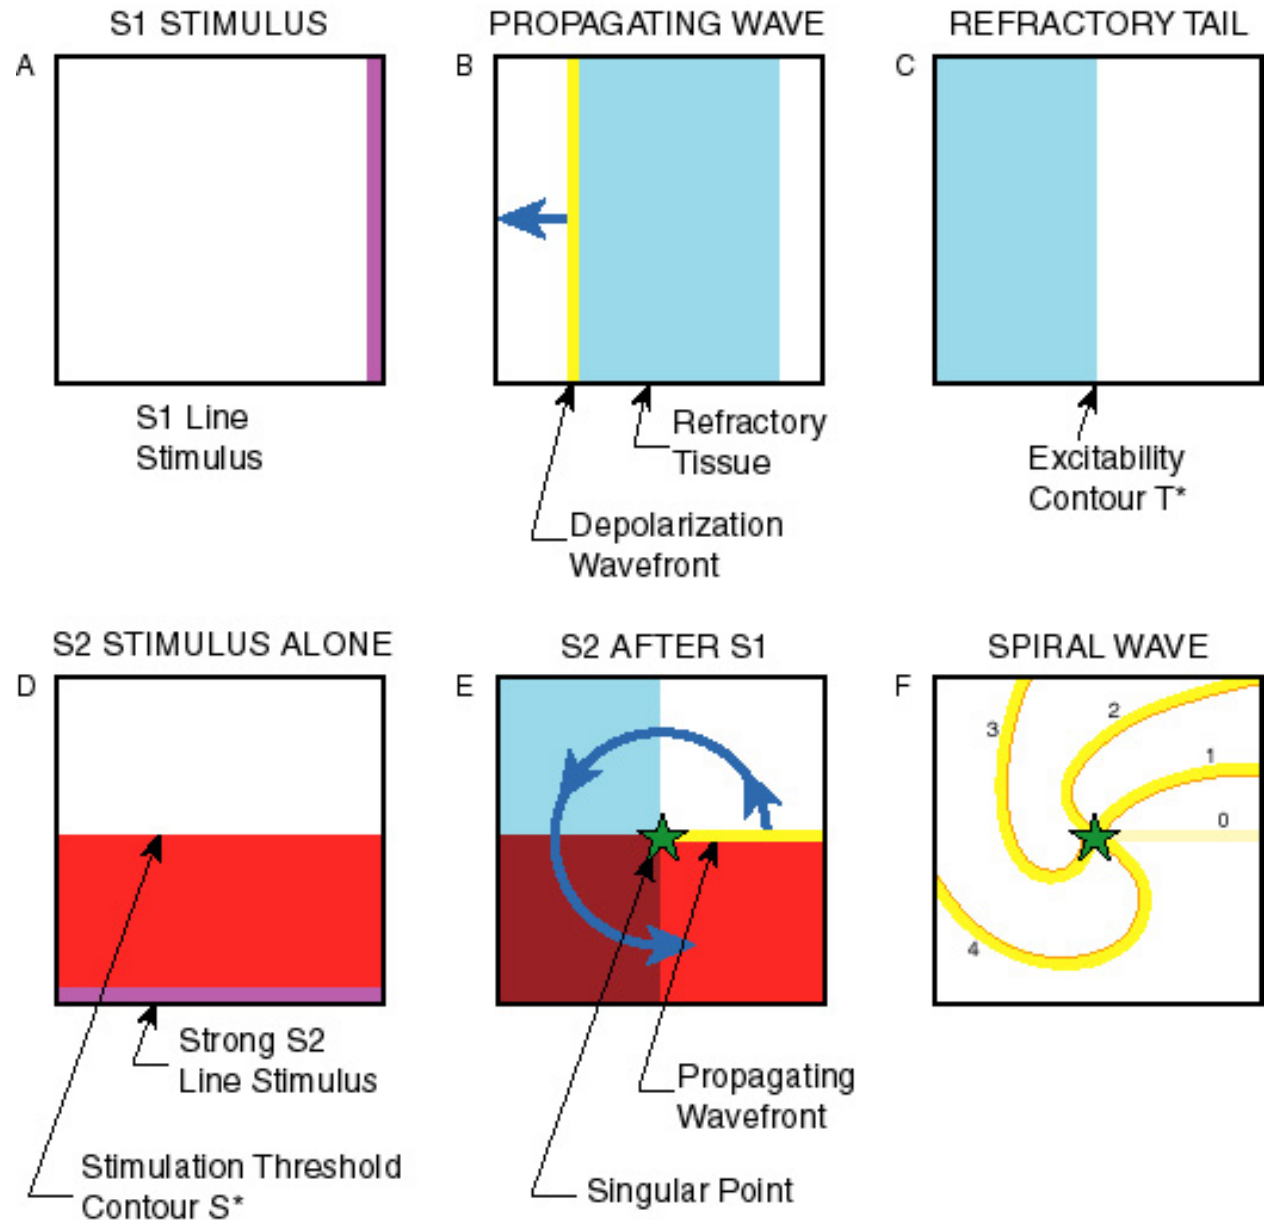 S1 STIMULUS
PROPAGATING WAVE
REFRACTORY TAIL
A
B
C
S1 Line
Stimulus
Refractory
Tissue
Depolarization
Wavefront
Excitability
Contour T*
S2 STIMULUS ALONE
S2 AFTER S1
SPIRAL WAVE
D
E
F
3
2
1
0
4
Strong S2
Line Stimulus
Propagating
Wavefront
Stimulation Threshold
Contour S*
Singular Point